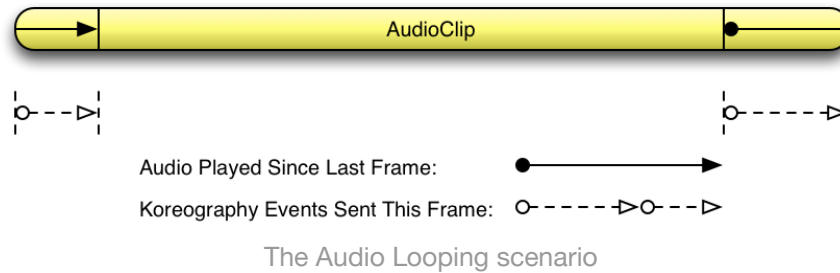 AudioClip
Audio Played Since Last Frame:
Koreography Events Sent This Frame:
The Audio Looping scenario